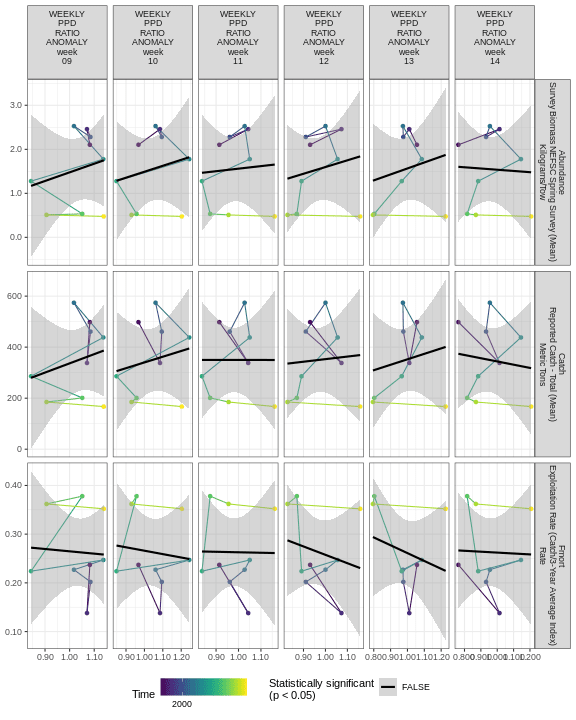 WEEKLY
PPD
RATIO
ANOMALY
week
09
WEEKLY
PPD
RATIO
ANOMALY
week
10
WEEKLY
PPD
RATIO
ANOMALY
week
11
WEEKLY
PPD
RATIO
ANOMALY
week
12
WEEKLY
PPD
RATIO
ANOMALY
week
13
WEEKLY
PPD
RATIO
ANOMALY
week
14
3.0
2.0
1.0
0.0
Abundance
Survey Biomass NEFSC Spring Survey (Mean)
Kilograms/Tow
600
400
200
0
Catch
Reported Catch - Total (Mean)
Metric Tons
0.40
0.30
0.20
0.10
Fmort
Exploitation Rate (Catch/3-Year Average Index)
Rate
0.90 1.00 1.10
0.90 1.00 1.10 1.20
0.90 1.00 1.10
0.90 1.00 1.10
0.80 0.90 1.00 1.10 1.20
0.80 0.90 1.00 1.10 1.20
Time
2000
Statistically significant
(p < 0.05)
FALSE